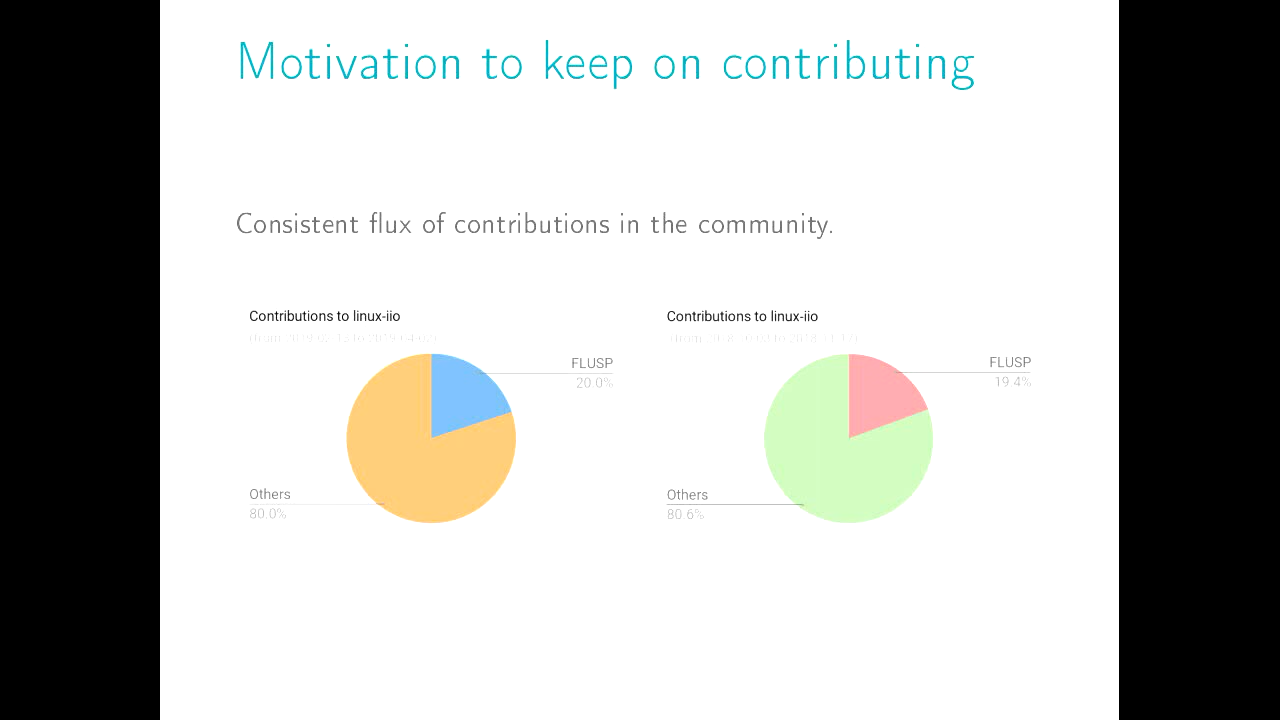 Motivation to keep on contributing
Consistent flux of contributions in the community.
Contributions to linux-iio
FLUSP
20.0%
Others
80.0%
Contributions to linux-iio
FLUSP
19.4%
Others
80.6%